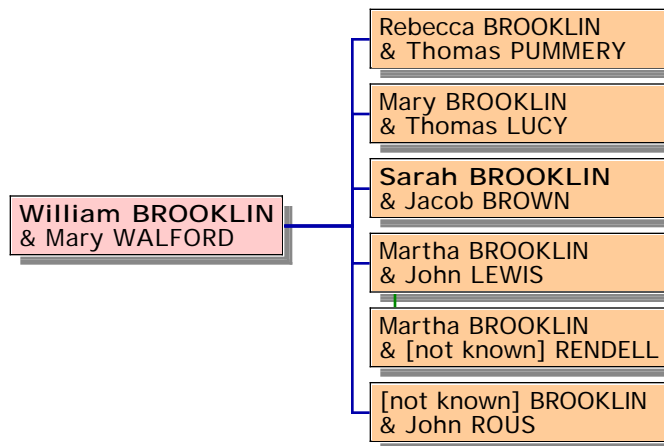 Rebecca BROOKLIN
& Thomas PUMMERY
Mary BROOKLIN
& Thomas LUCY
Sarah BROOKLIN
& Jacob BROWN
William BROOKLIN
& Mary WALFORD
Martha BROOKLIN
& John LEWIS
Martha BROOKLIN
& [not known] RENDELL
[not known] BROOKLIN
& John ROUS